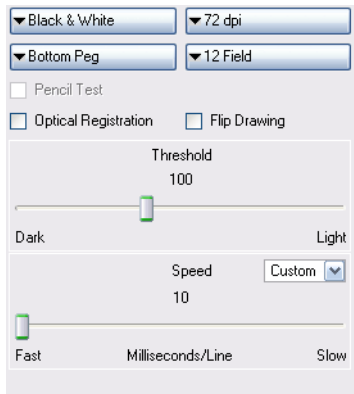 Black & White 72 dpi
Bottom Peg 12 Field
Pencil Test
Optical Registration Flip Drawing
Threshold
100
Dark Light
Speed Custom
10
Fast Milliseconds/Line Slow